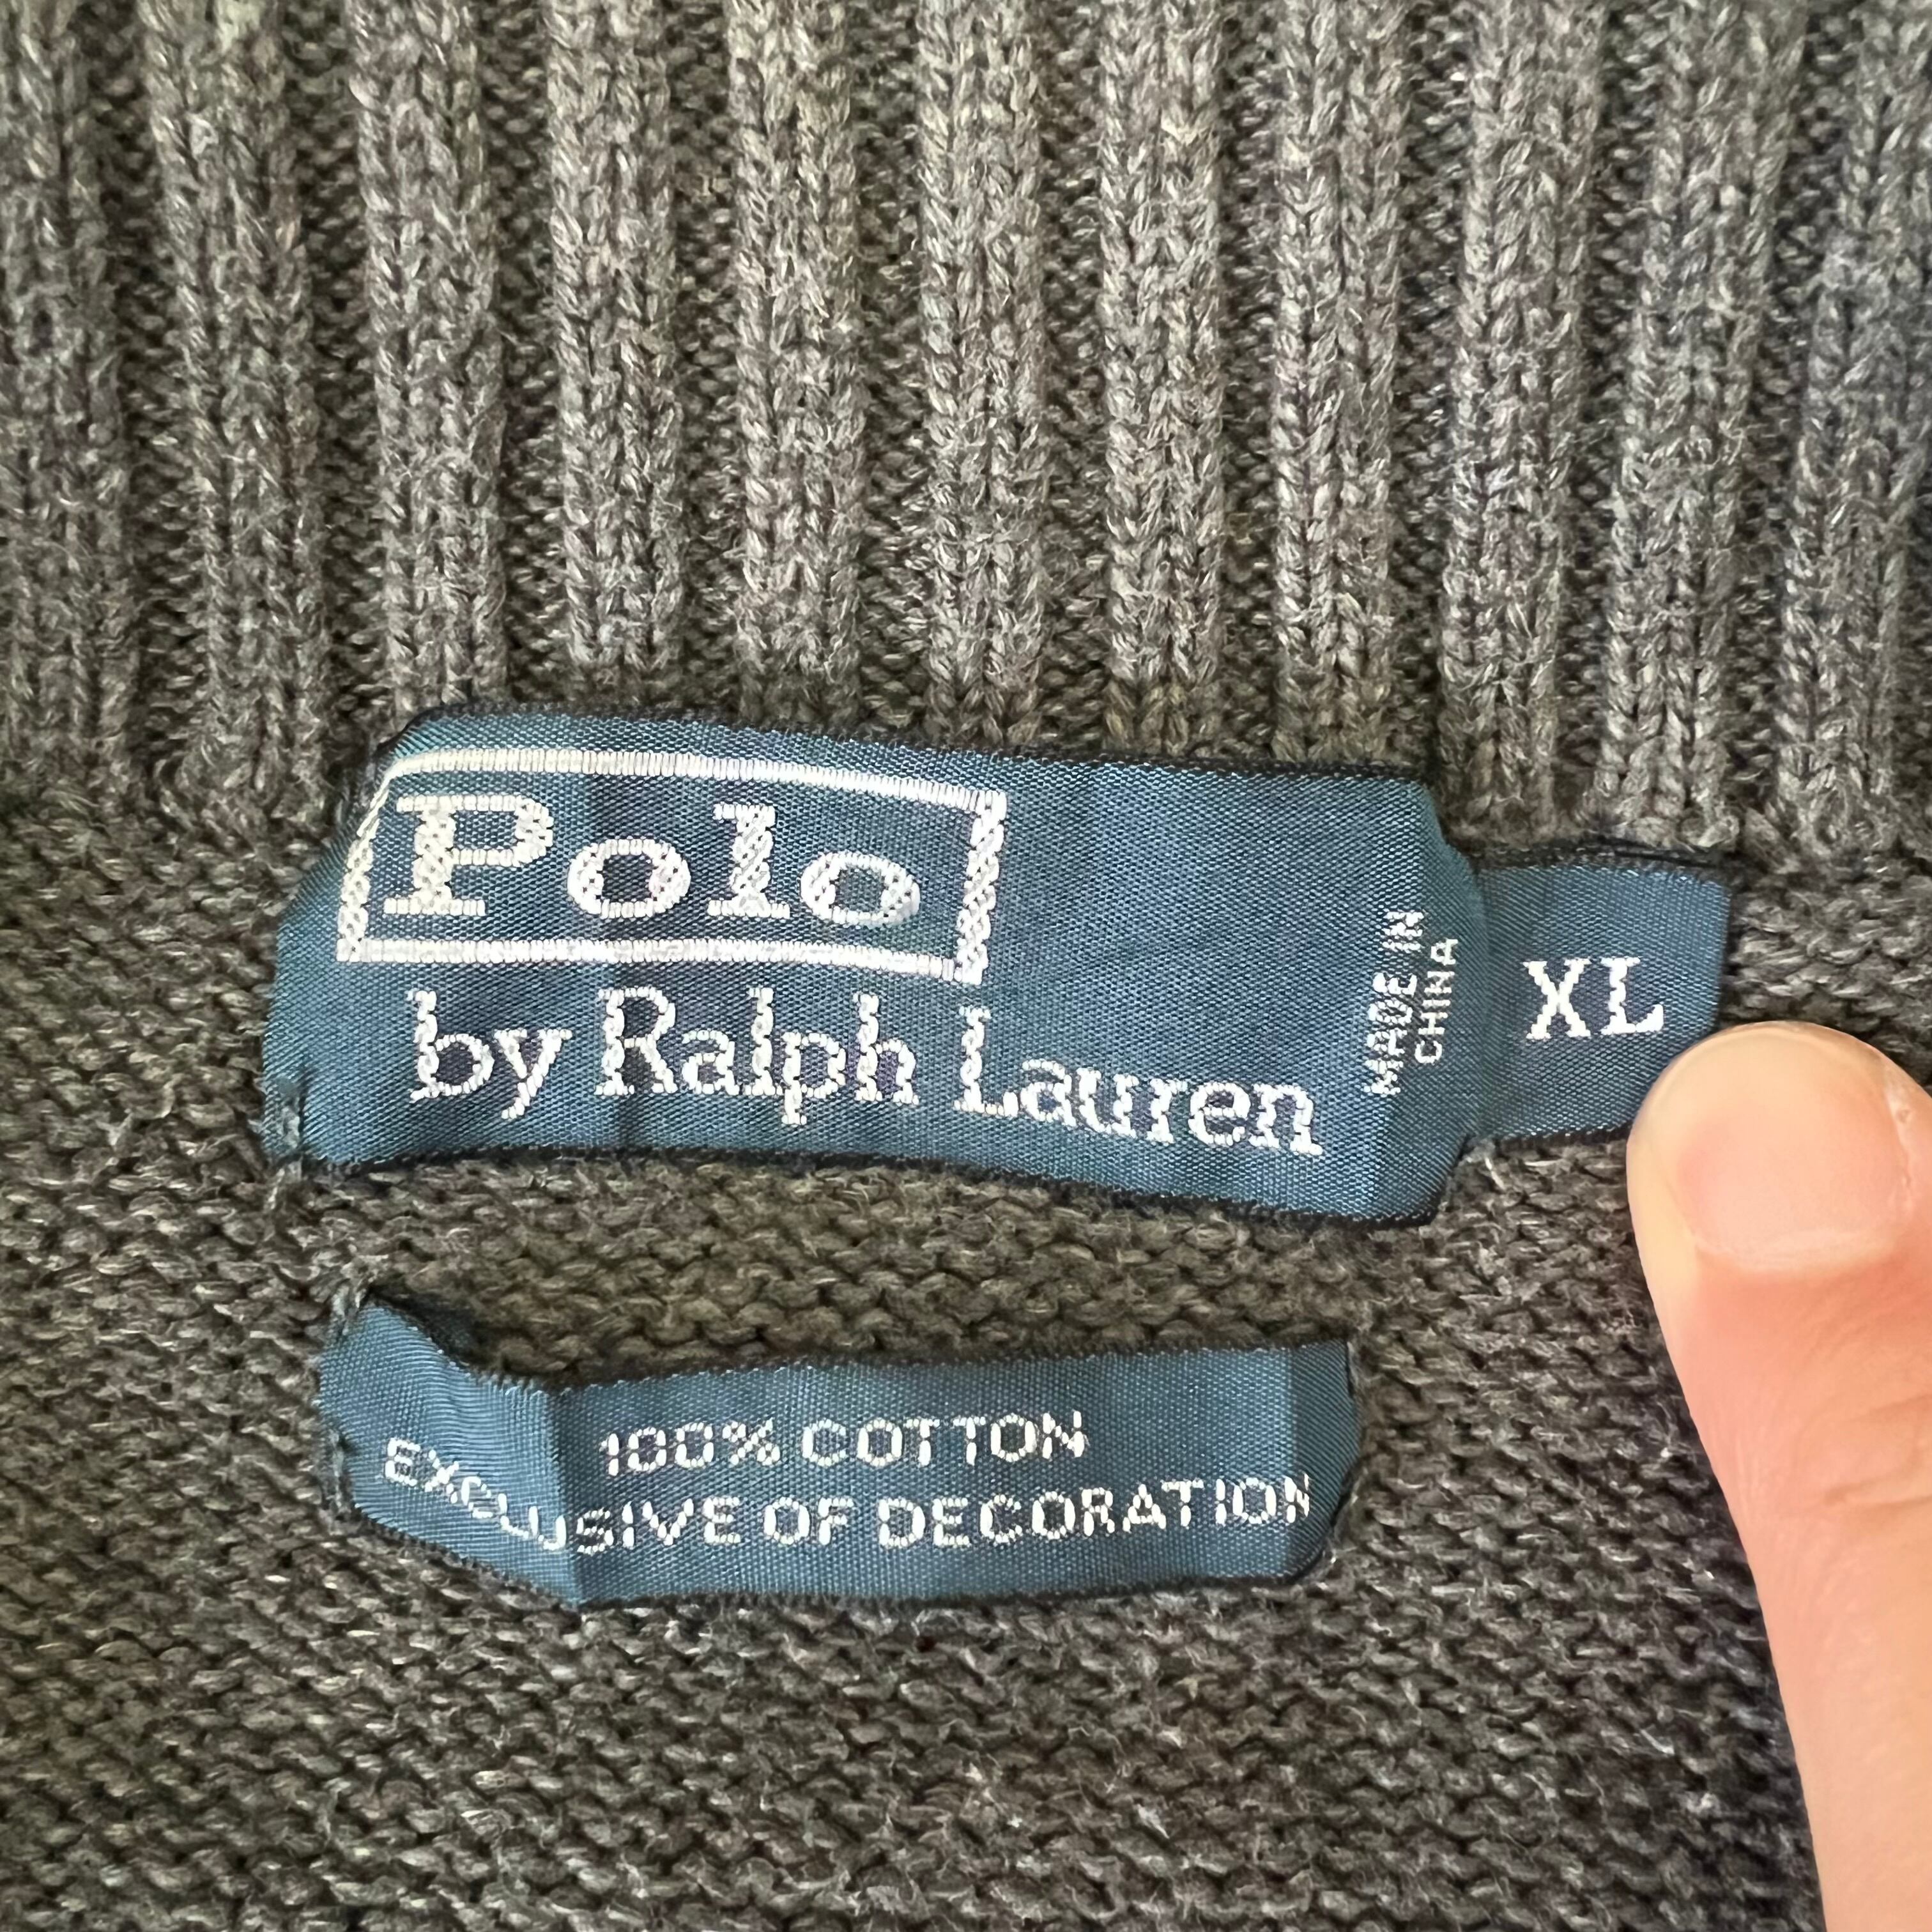 Polo
by Ralph Lauren
MADE IN
CHINA
XL
100% COTTON
EXCLUSIVE OF DECORATION